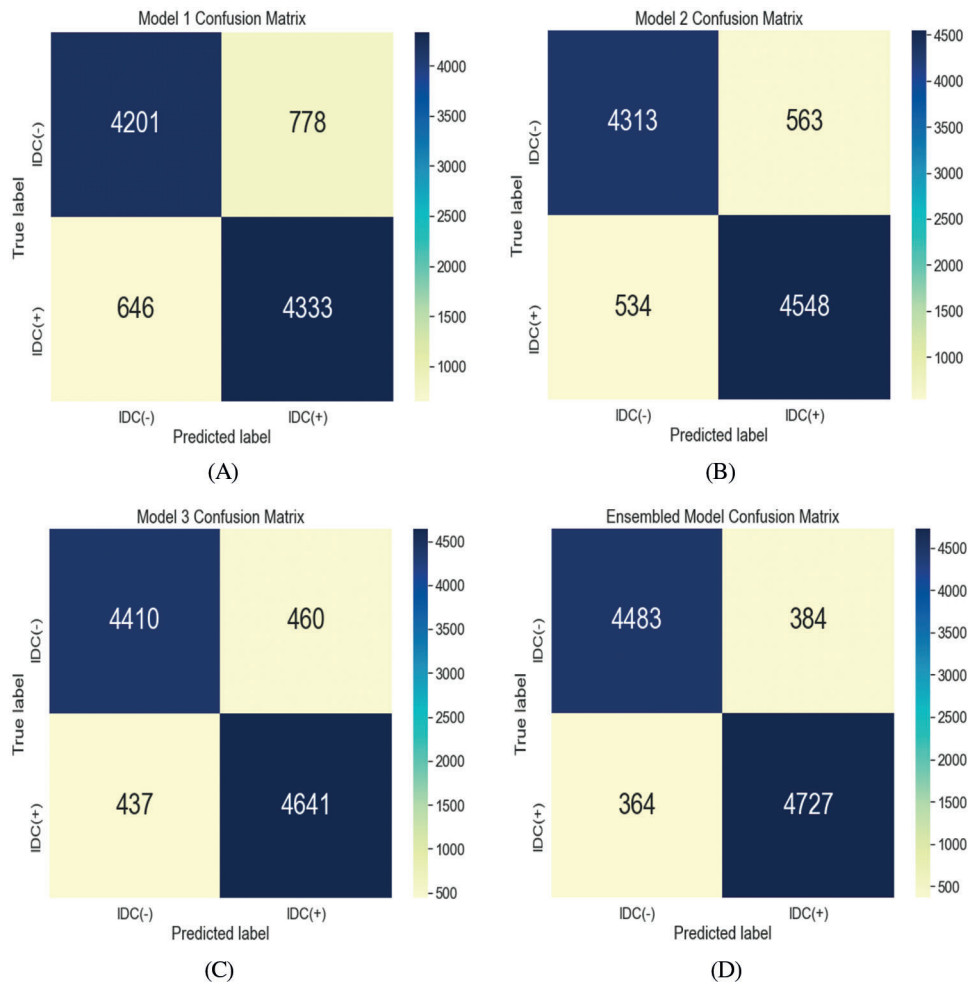 Model 1 Confusion Matrix
True label
IDC(-)
IDC(+)
4201 778
646 4333
IDC(-) IDC(+)
Predicted label
4000
3500
3000
2500
2000
1500
1000
(A)
Model 2 Confusion Matrix
True label
IDC(-)
IDC(+)
4313 563
534 4548
IDC(-) IDC(+)
Predicted label
4500
4000
3500
3000
2500
2000
1500
1000
(B)
Model 3 Confusion Matrix
True label
IDC(-)
IDC(+)
4410 460
437 4641
IDC(-) IDC(+)
Predicted label
4500
4000
3500
3000
2500
2000
1500
1000
500
(C)
Ensembled Model Confusion Matrix
True label
IDC(-)
IDC(+)
4483 384
364 4727
IDC(-) IDC(+)
Predicted label
4500
4000
3500
3000
2500
2000
1500
1000
500
(D)